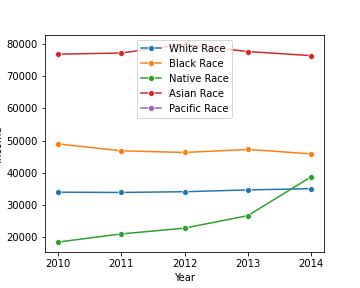 80000
70000
60000
50000
40000
30000
20000
White Race
Black Race
Native Race
Asian Race
Pacific Race
2010 2011 2012 2013 2014
Year